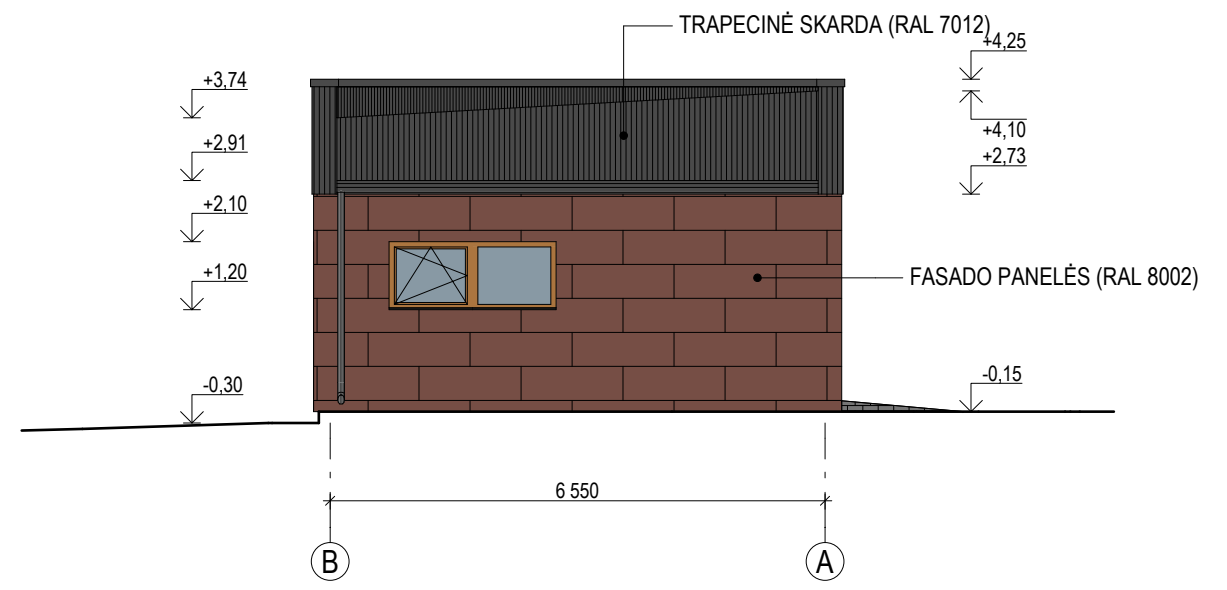 TRAPECINĖ SKARDA (RAL 7012)
+4,25
+3,74
+4,10
+2,91
+2,73
+2,10
+1,20
FASADO PANELĖS (RAL 8002)
-0,30
-0,15
6 550
B
A